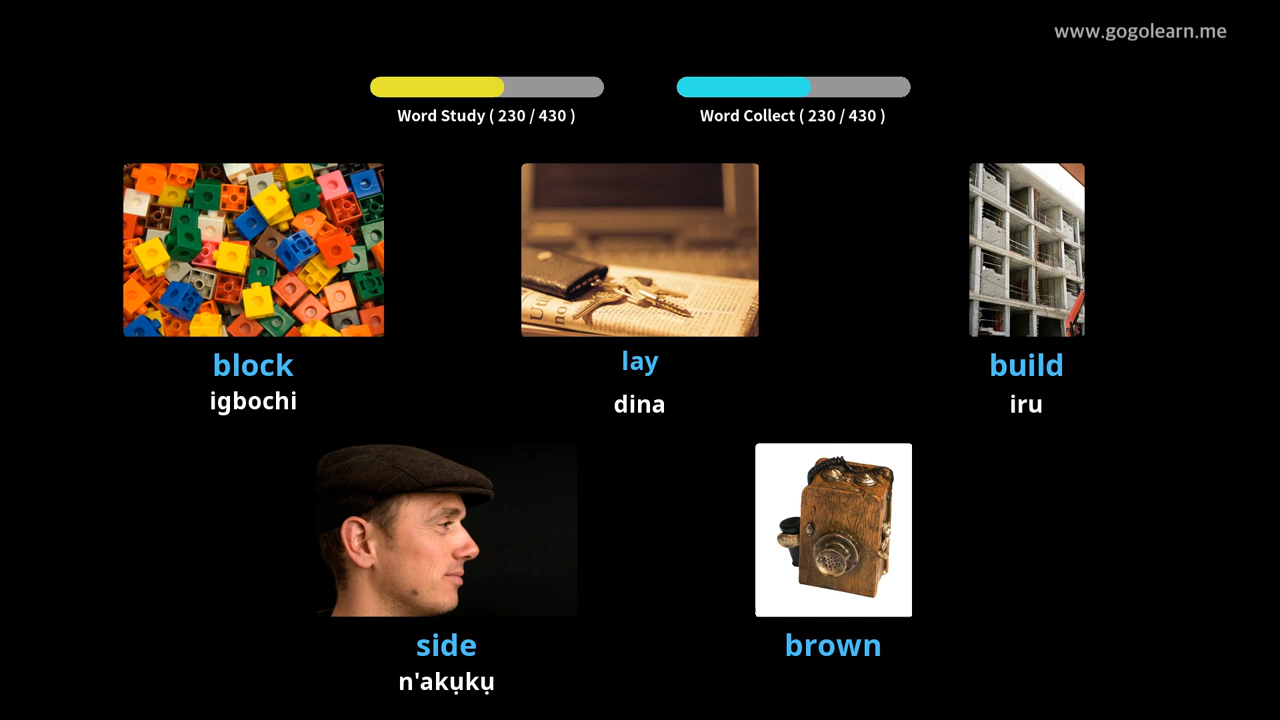 www.gogolearn.me
Word Study ( 230 / 430 )
Word Collect ( 230 / 430 )
block
igbochi
lay
dina
build
iru
side
n'akụkụ
brown